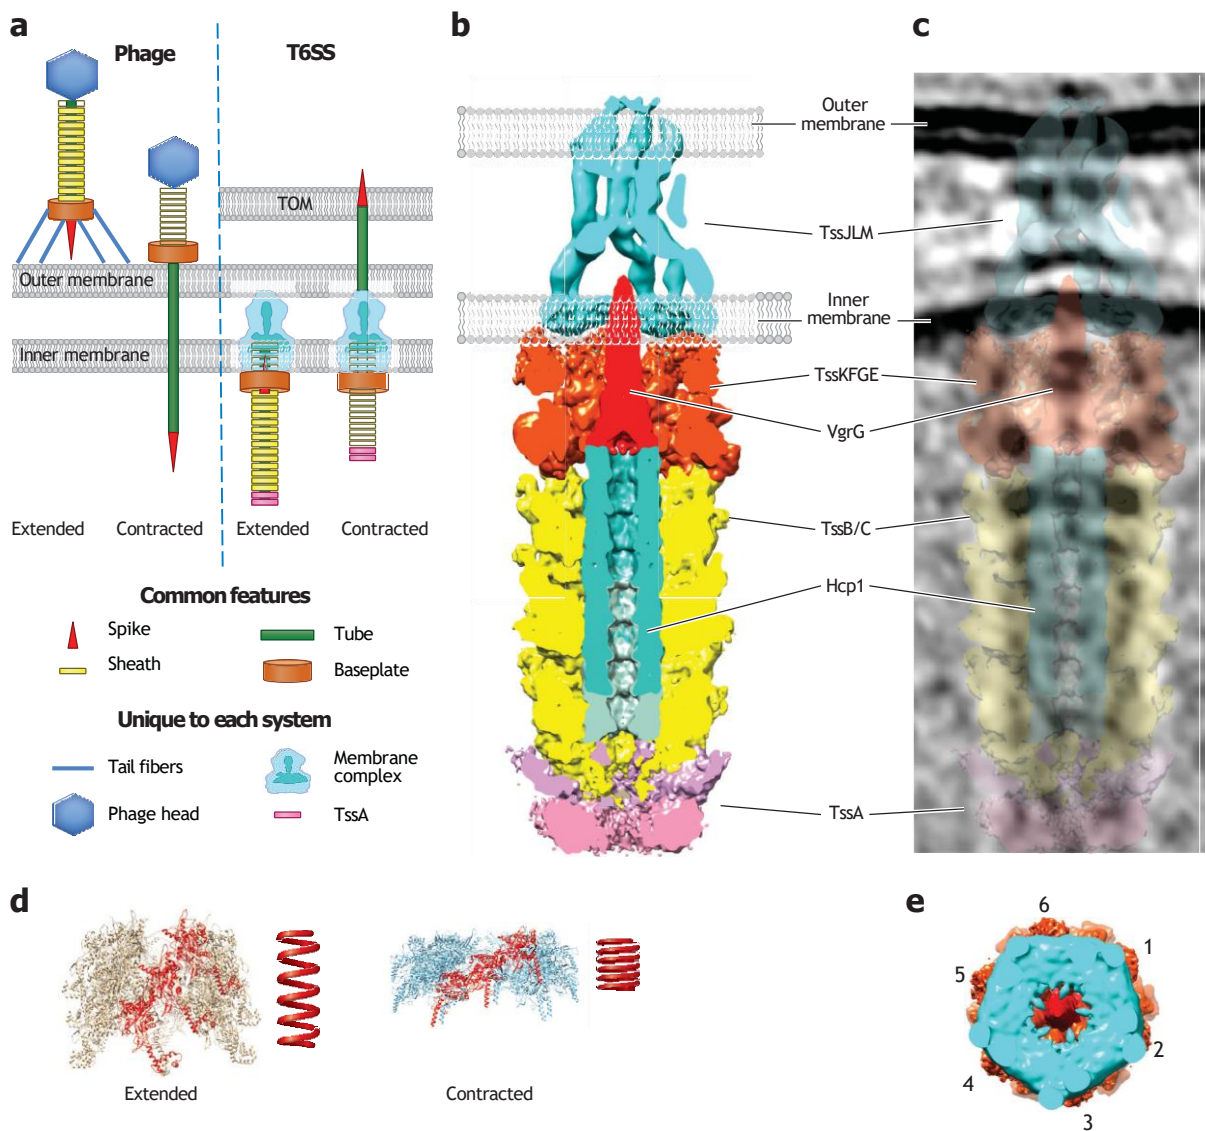 a
Phage
T6SS
TOM
Outer membrane
Inner membrane
Extended
Contracted
Extended
Contracted
Common features
Spike
Tube
Sheath
Baseplate
Unique to each system
Tail fibers
Membrane
complex
Phage head
TssA
b
c
Outer
membrane
TssJLM
Inner
membrane
TssKFGE
VgrG
TssB/C
Hcp1
TssA
d
Extended
Contracted
e
6
1
5
2
4
3